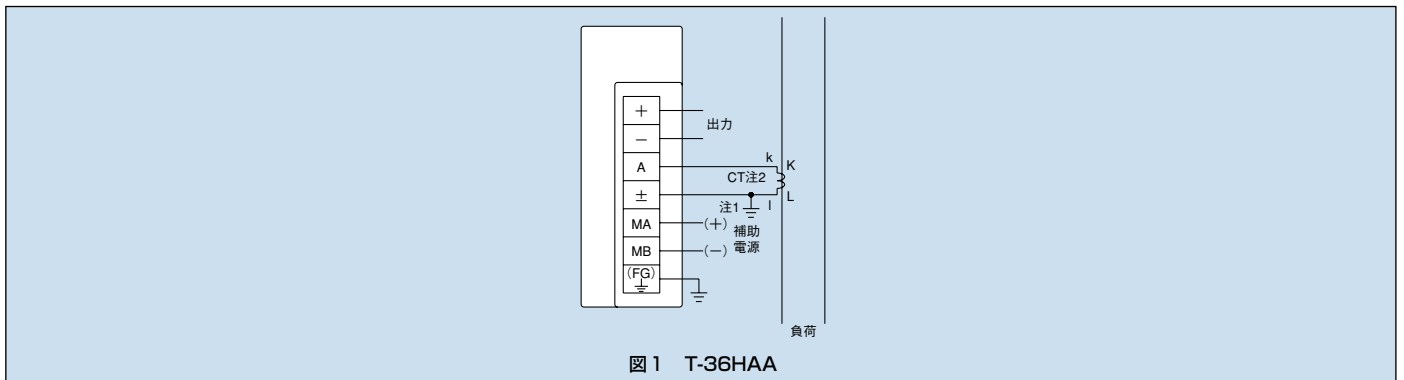 +
−
A
±
MA
MB
(FG)
出力
k
K
CT注2
注1
l
L
(+)
(−)
補助
電源
負荷
図1 T-36HAA